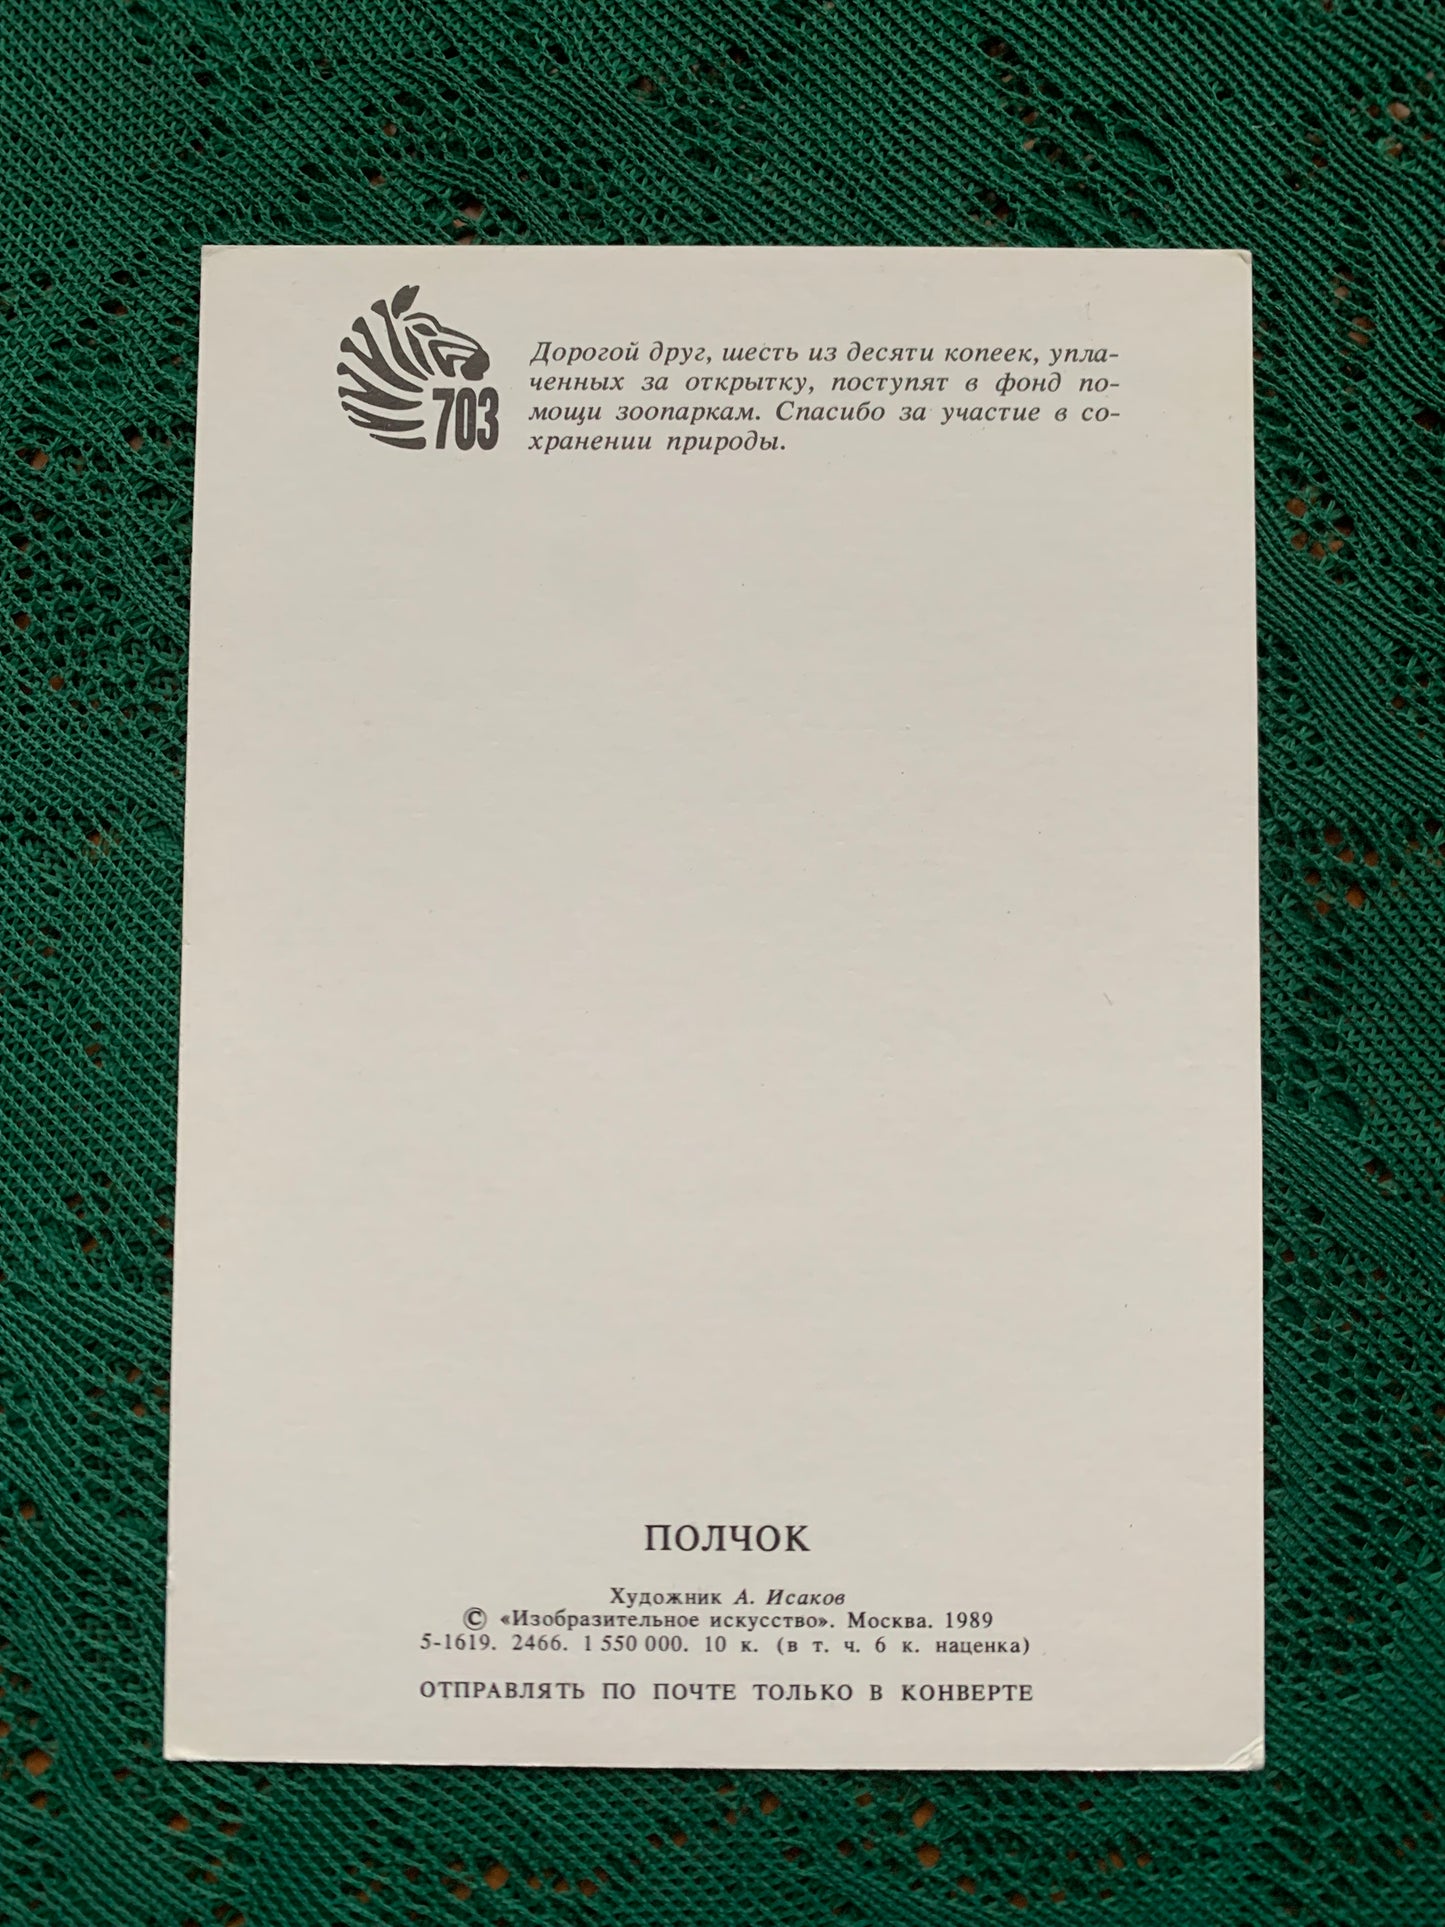 703
Дорогой друг, шесть из десяти копеек, упла-
ченных за открытку, поступят в фонд по-
мощи зоопаркам. Спасибо за участие в со-
хранении природы.
ПОЛЧОК
Художник А. Исаков
© «Изобразительное искусство». Москва. 1989
5-1619. 2466. 1 550 000. 10 к. (в т. ч. 6 к. наценка)
ОТПРАВЛЯТЬ ПО ПОЧТЕ ТОЛЬКО В КОНВЕРТЕ